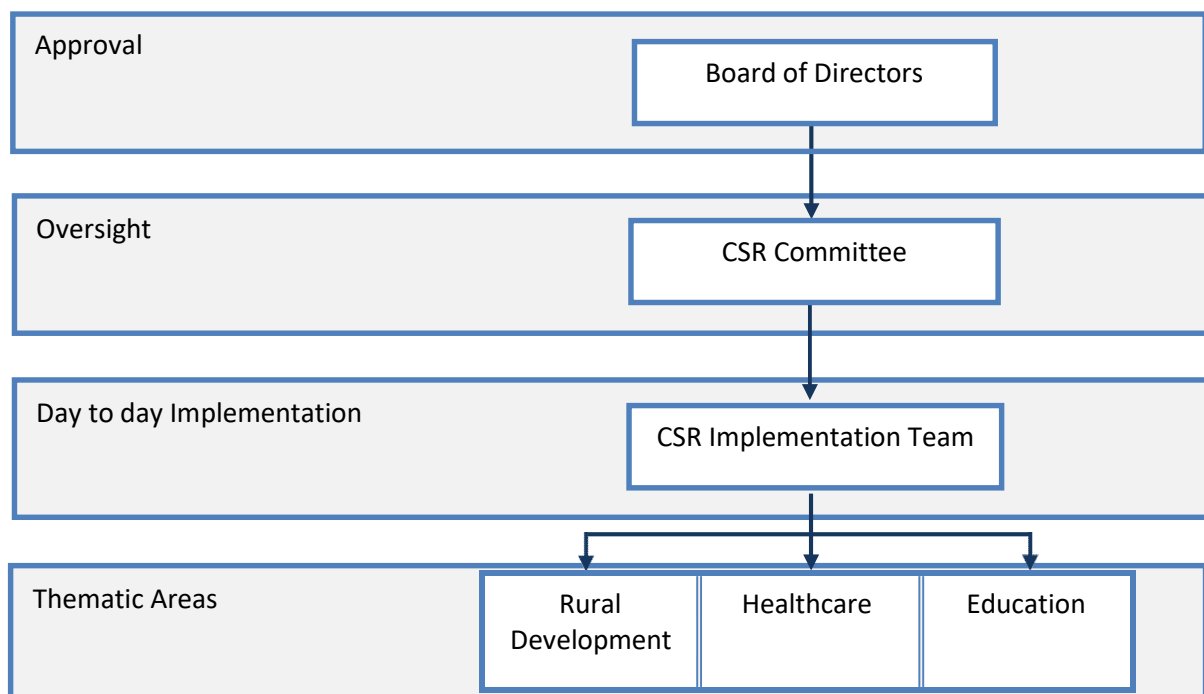 Approval
Board of Directors
Oversight
CSR Committee
Day to day Implementation
CSR Implementation Team
Thematic Areas
Rural
Development
Healthcare
Education